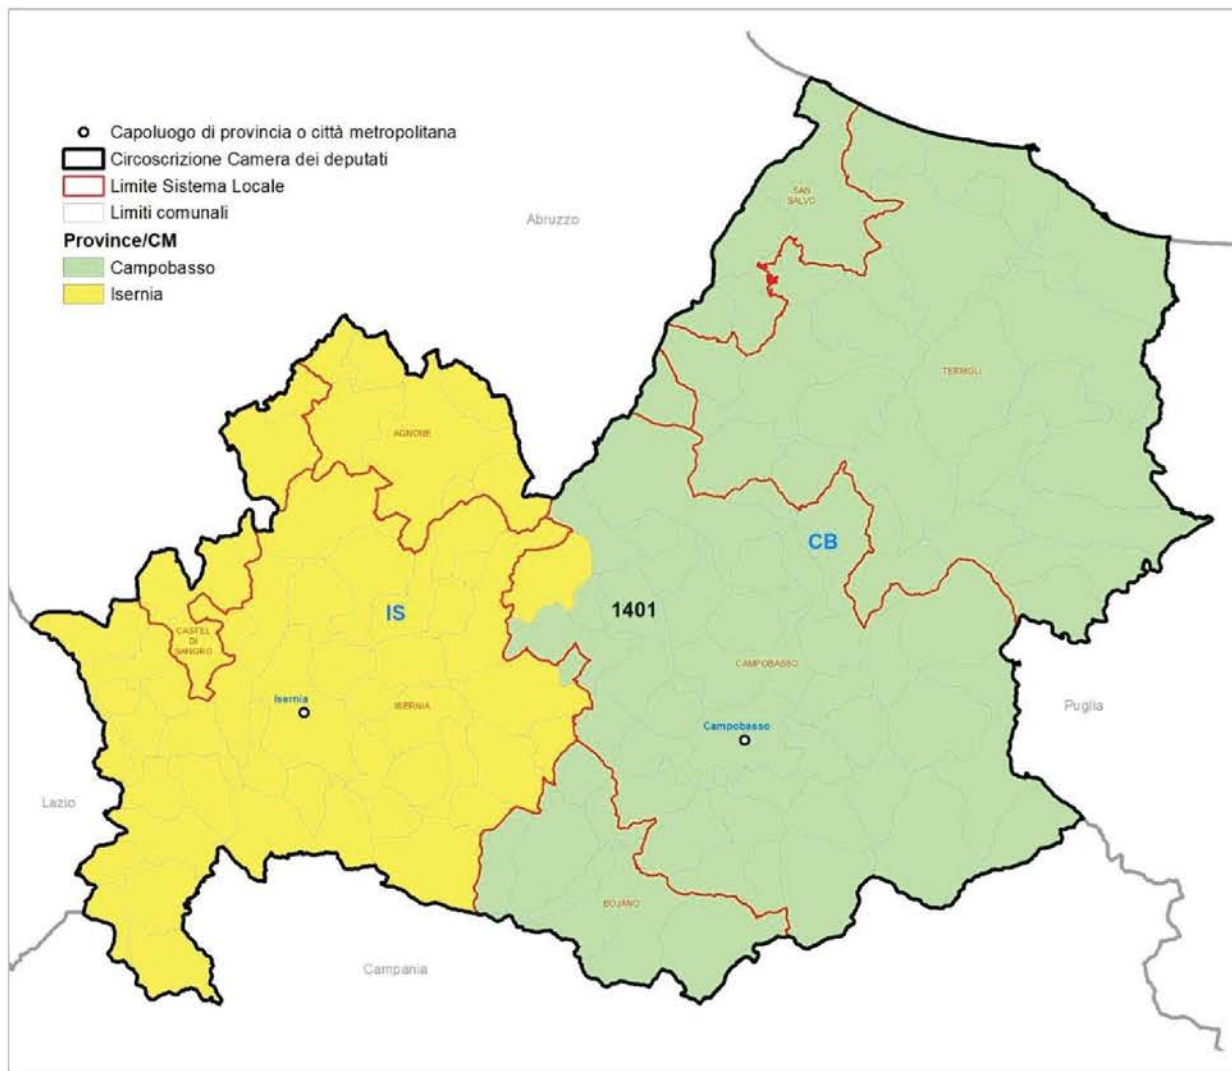 Capoluogo di provincia o città metropolitana
Circoscrizione Camera dei deputati
Limite Sistema Locale
Limiti comunali
Province/CM
Campobasso
Isernia
Abruzzo
SAN
SALVO
TERMOLI
AGNONE
CB
IS
1401
CASTEL
DI
SANGRO
CAMPOBASSO
Isernia
ISERNIA
Campobasso
Puglia
Lazio
BOJANO
Campania